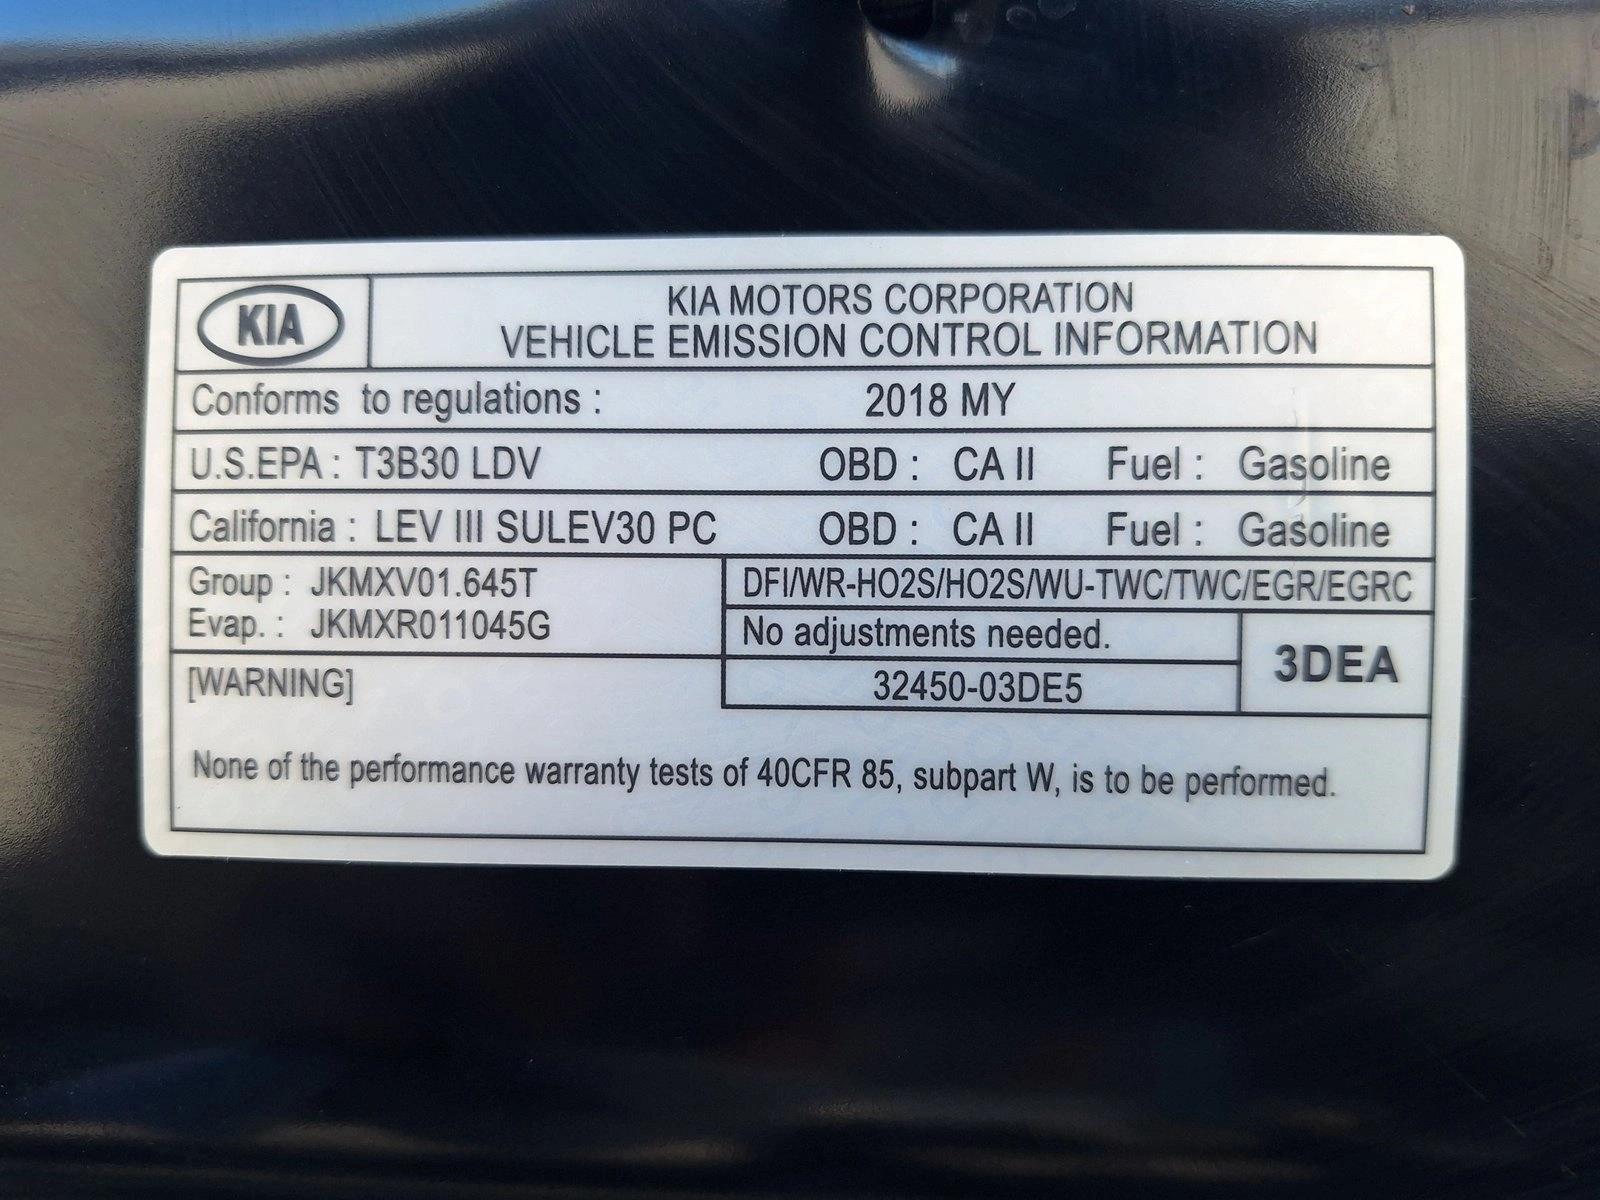 KIA
KIA MOTORS CORPORATION
VEHICLE EMISSION CONTROL INFORMATION
Conforms to regulations : 2018 MY
U.S.EPA : T3B30 LDV OBD : CA II Fuel : Gasoline
California : LEV III SULEV30 PC OBD : CA II Fuel : Gasoline
Group : JKMXV01.645T
Evap. : JKMXR011045G
DFI/WR-HO2S/HO2S/WU-TWC/TWC/EGR/EGRC
No adjustments needed.
32450-03DE5
3DEA
[WARNING]
None of the performance warranty tests of 40CFR 85, subpart W, is to be performed.